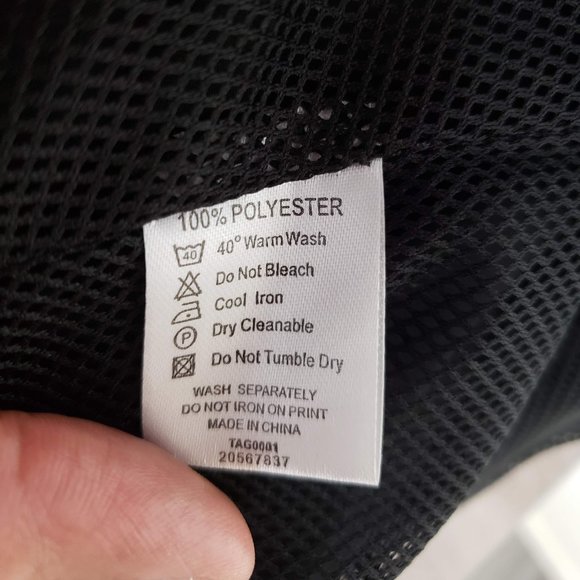 100% POLYESTER
40 40° Warm Wash
Do Not Bleach
Cool Iron
P Dry Cleanable
Do Not Tumble Dry
WASH SEPARATELY
DO NOT IRON ON PRINT
MADE IN CHINA
TAG0001
20567837